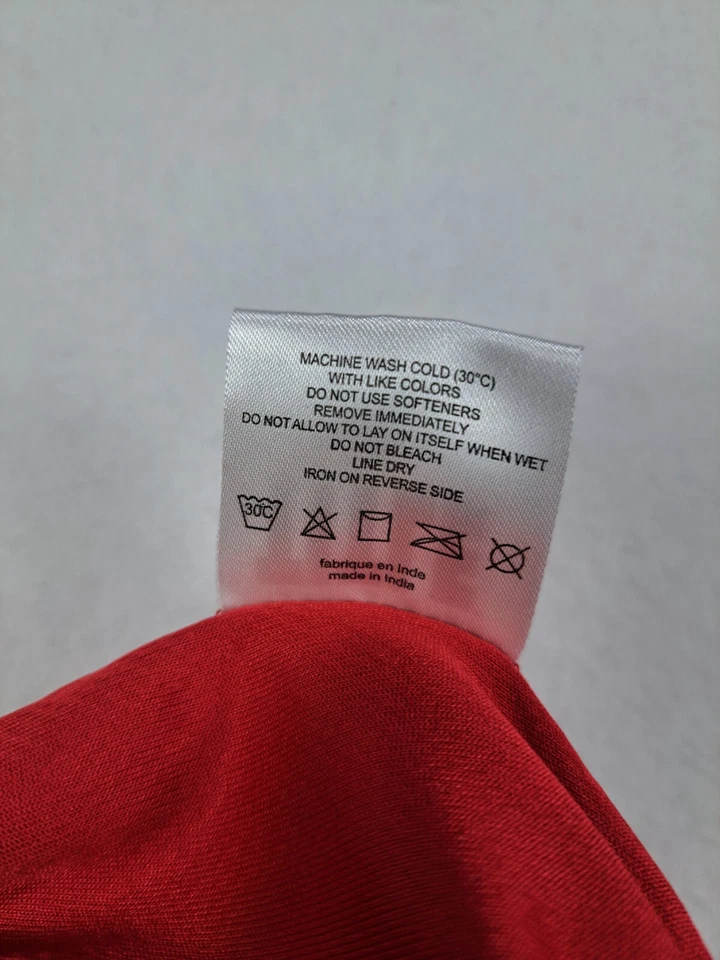 MACHINE WASH COLD (30°C)
WITH LIKE COLORS
DO NOT USE SOFTENERS
REMOVE IMMEDIATELY
DO NOT ALLOW TO LAY ON ITSELF WHEN WET
DO NOT BLEACH
LINE DRY
IRON ON REVERSE SIDE
30°C
fabrique en Inde
made in India